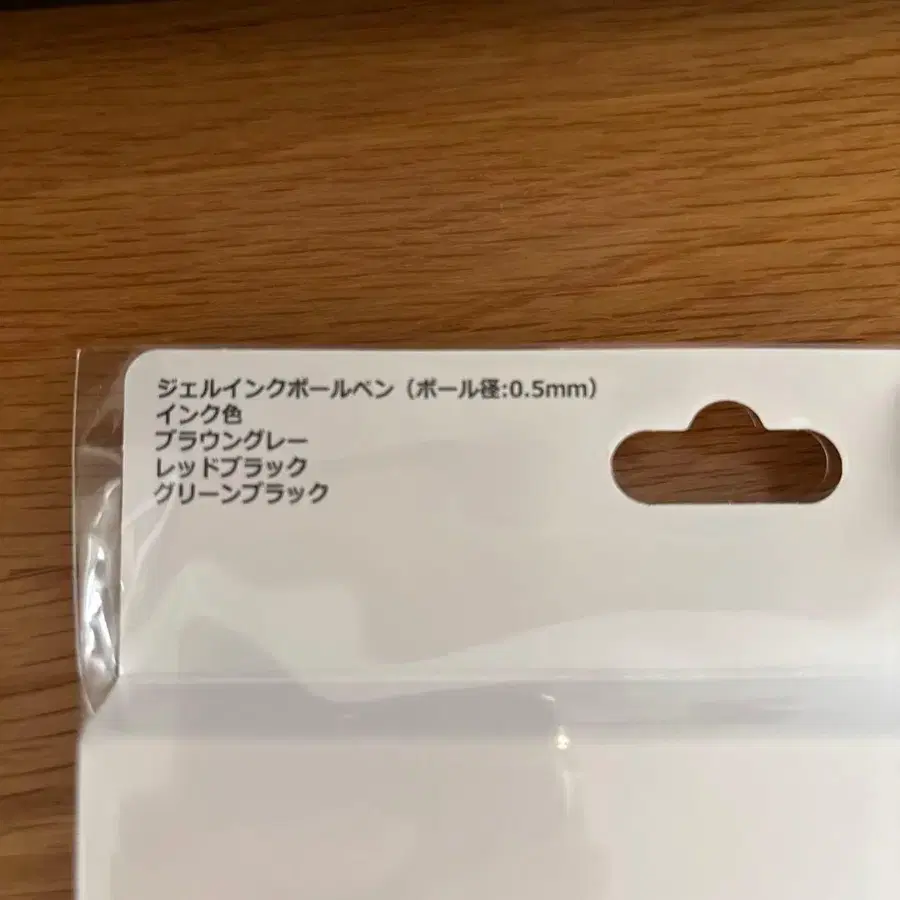 ジェルインクボールペン（ボール径:0.5mm）
インク色
ブラウングレー
レッドブラック
グリーンブラック